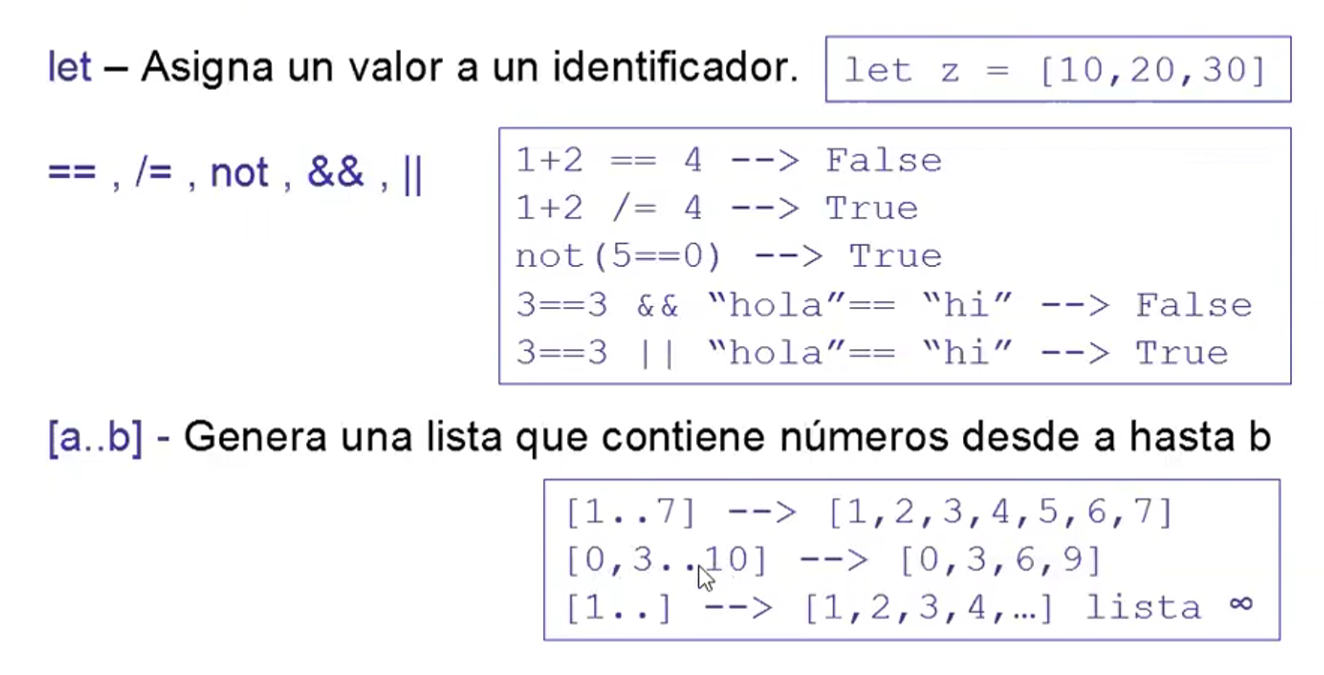 let – Asigna un valor a un identificador. let z = [10,20,30]
== , /= , not , && , ||
1+2 == 4 --> False
1+2 /= 4 --> True
not(5==0) --> True
3==3 && “hola”== “hi” --> False
3==3 || “hola”== “hi” --> True
[a..b] - Genera una lista que contiene números desde a hasta b
[1..7] --> [1,2,3,4,5,6,7]
[0,3..10] --> [0,3,6,9]
[1..] --> [1,2,3,4,…] lista ∞